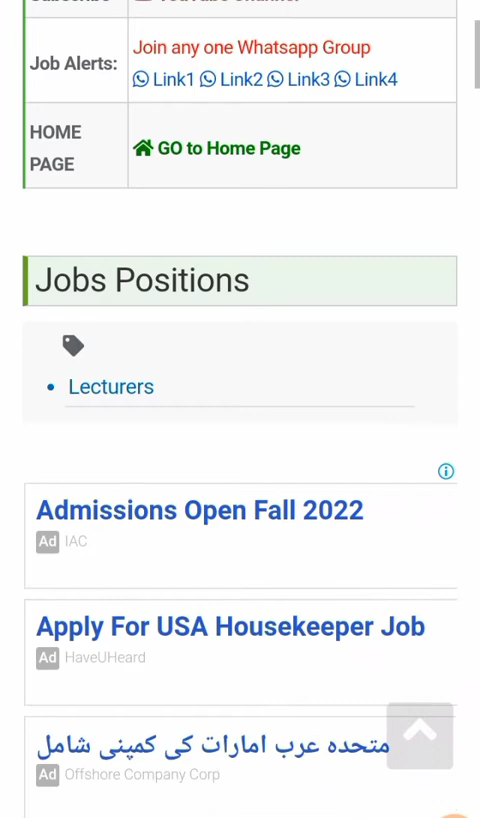 Join any one Whatsapp Group
Job Alerts:
Link1 Link2 Link3 Link4
HOME
PAGE
GO to Home Page
Jobs Positions
Lecturers
Admissions Open Fall 2022
Ad IAC
Apply For USA Housekeeper Job
Ad HaveUHeard
متحدہ عرب امارات کی کمپنی شامل
Ad Offshore Company Corp